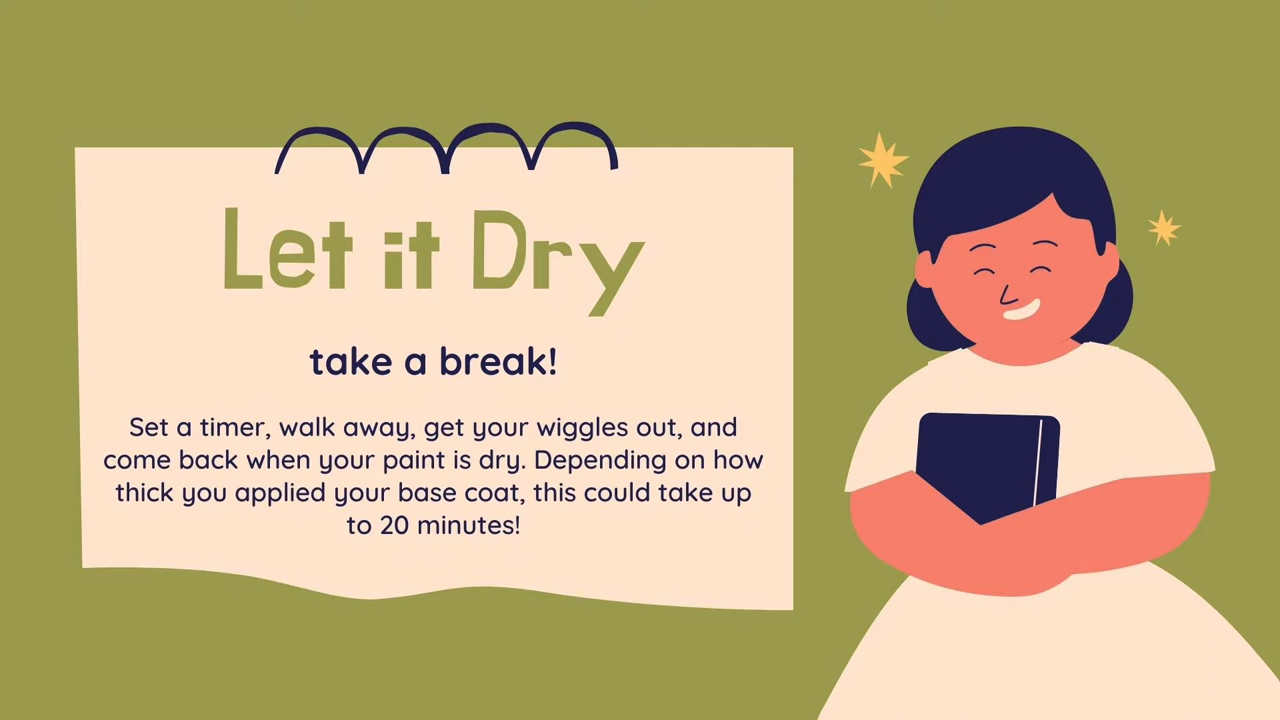 Let it Dry
take a break!
Set a timer, walk away, get your wiggles out, and
come back when your paint is dry. Depending on how
thick you applied your base coat, this could take up
to 20 minutes!